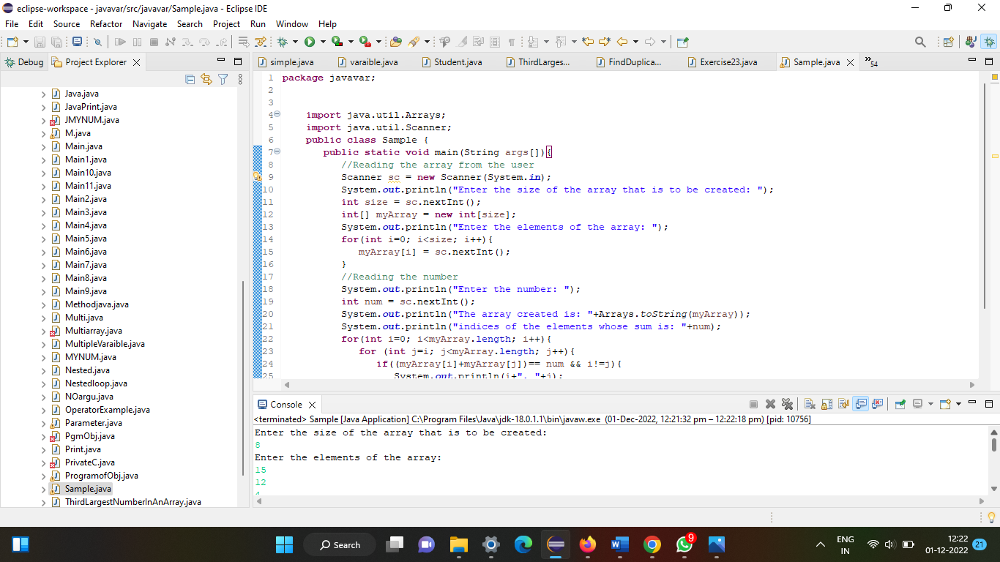 eclipse-workspace - javavar/src/javavar/Sample.java - Eclipse IDE
File Edit Source Refactor Navigate Search Project Run Window Help
Debug Project Explorer
simple.java varaible.java Student.java ThirdLarges... FindDuplica... Exercise23.java Sample.java 54
Java.java
JavaPrint.java
JMYNUM.java
M.java
Main.java
Main1.java
Main10.java
Main11.java
Main2.java
Main3.java
Main4.java
Main5.java
Main6.java
Main7.java
Main8.java
Main9.java
Methodjava.java
Multi.java
Multiarray.java
MultipleVaraible.java
MYNUM.java
Nested.java
Nestedloop.java
NOargu.java
OperatorExample.java
Parameter.java
PgmObj.java
Print.java
PrivateC.java
ProgramofObj.java
Sample.java
ThirdLargestNumberInAnArray.java
1 package javavar;
2
3
4 import java.util.Arrays;
5 import java.util.Scanner;
6 public class Sample {
7 public static void main(String args[]){
8 //Reading the array from the user
9 Scanner sc = new Scanner(System.in);
10 System.out.println("Enter the size of the array that is to be created: ");
11 int size = sc.nextInt();
12 int[] myArray = new int[size];
13 System.out.println("Enter the elements of the array: ");
14 for(int i=0; i<size; i++){
15 myArray[i] = sc.nextInt();
16 }
17 //Reading the number
18 System.out.println("Enter the number: ");
19 int num = sc.nextInt();
20 System.out.println("The array created is: "+Arrays.toString(myArray));
21 System.out.println("indices of the elements whose sum is: "+num);
22 for(int i=0; i<myArray.length; i++){
23 for (int j=i; j<myArray.length; j++){
24 if((myArray[i]+myArray[j])== num && i!=j){
25 System.out.println(i+", "+j);
Console
<terminated> Sample [Java Application] C:\Program Files\Java\jdk-18.0.1.1\bin\javaw.exe (01-Dec-2022, 12:21:32 pm – 12:22:18 pm) [pid: 10756]
Enter the size of the array that is to be created:
8
Enter the elements of the array:
15
12
4
Search
9
ENG
IN
12:22
01-12-2022
21